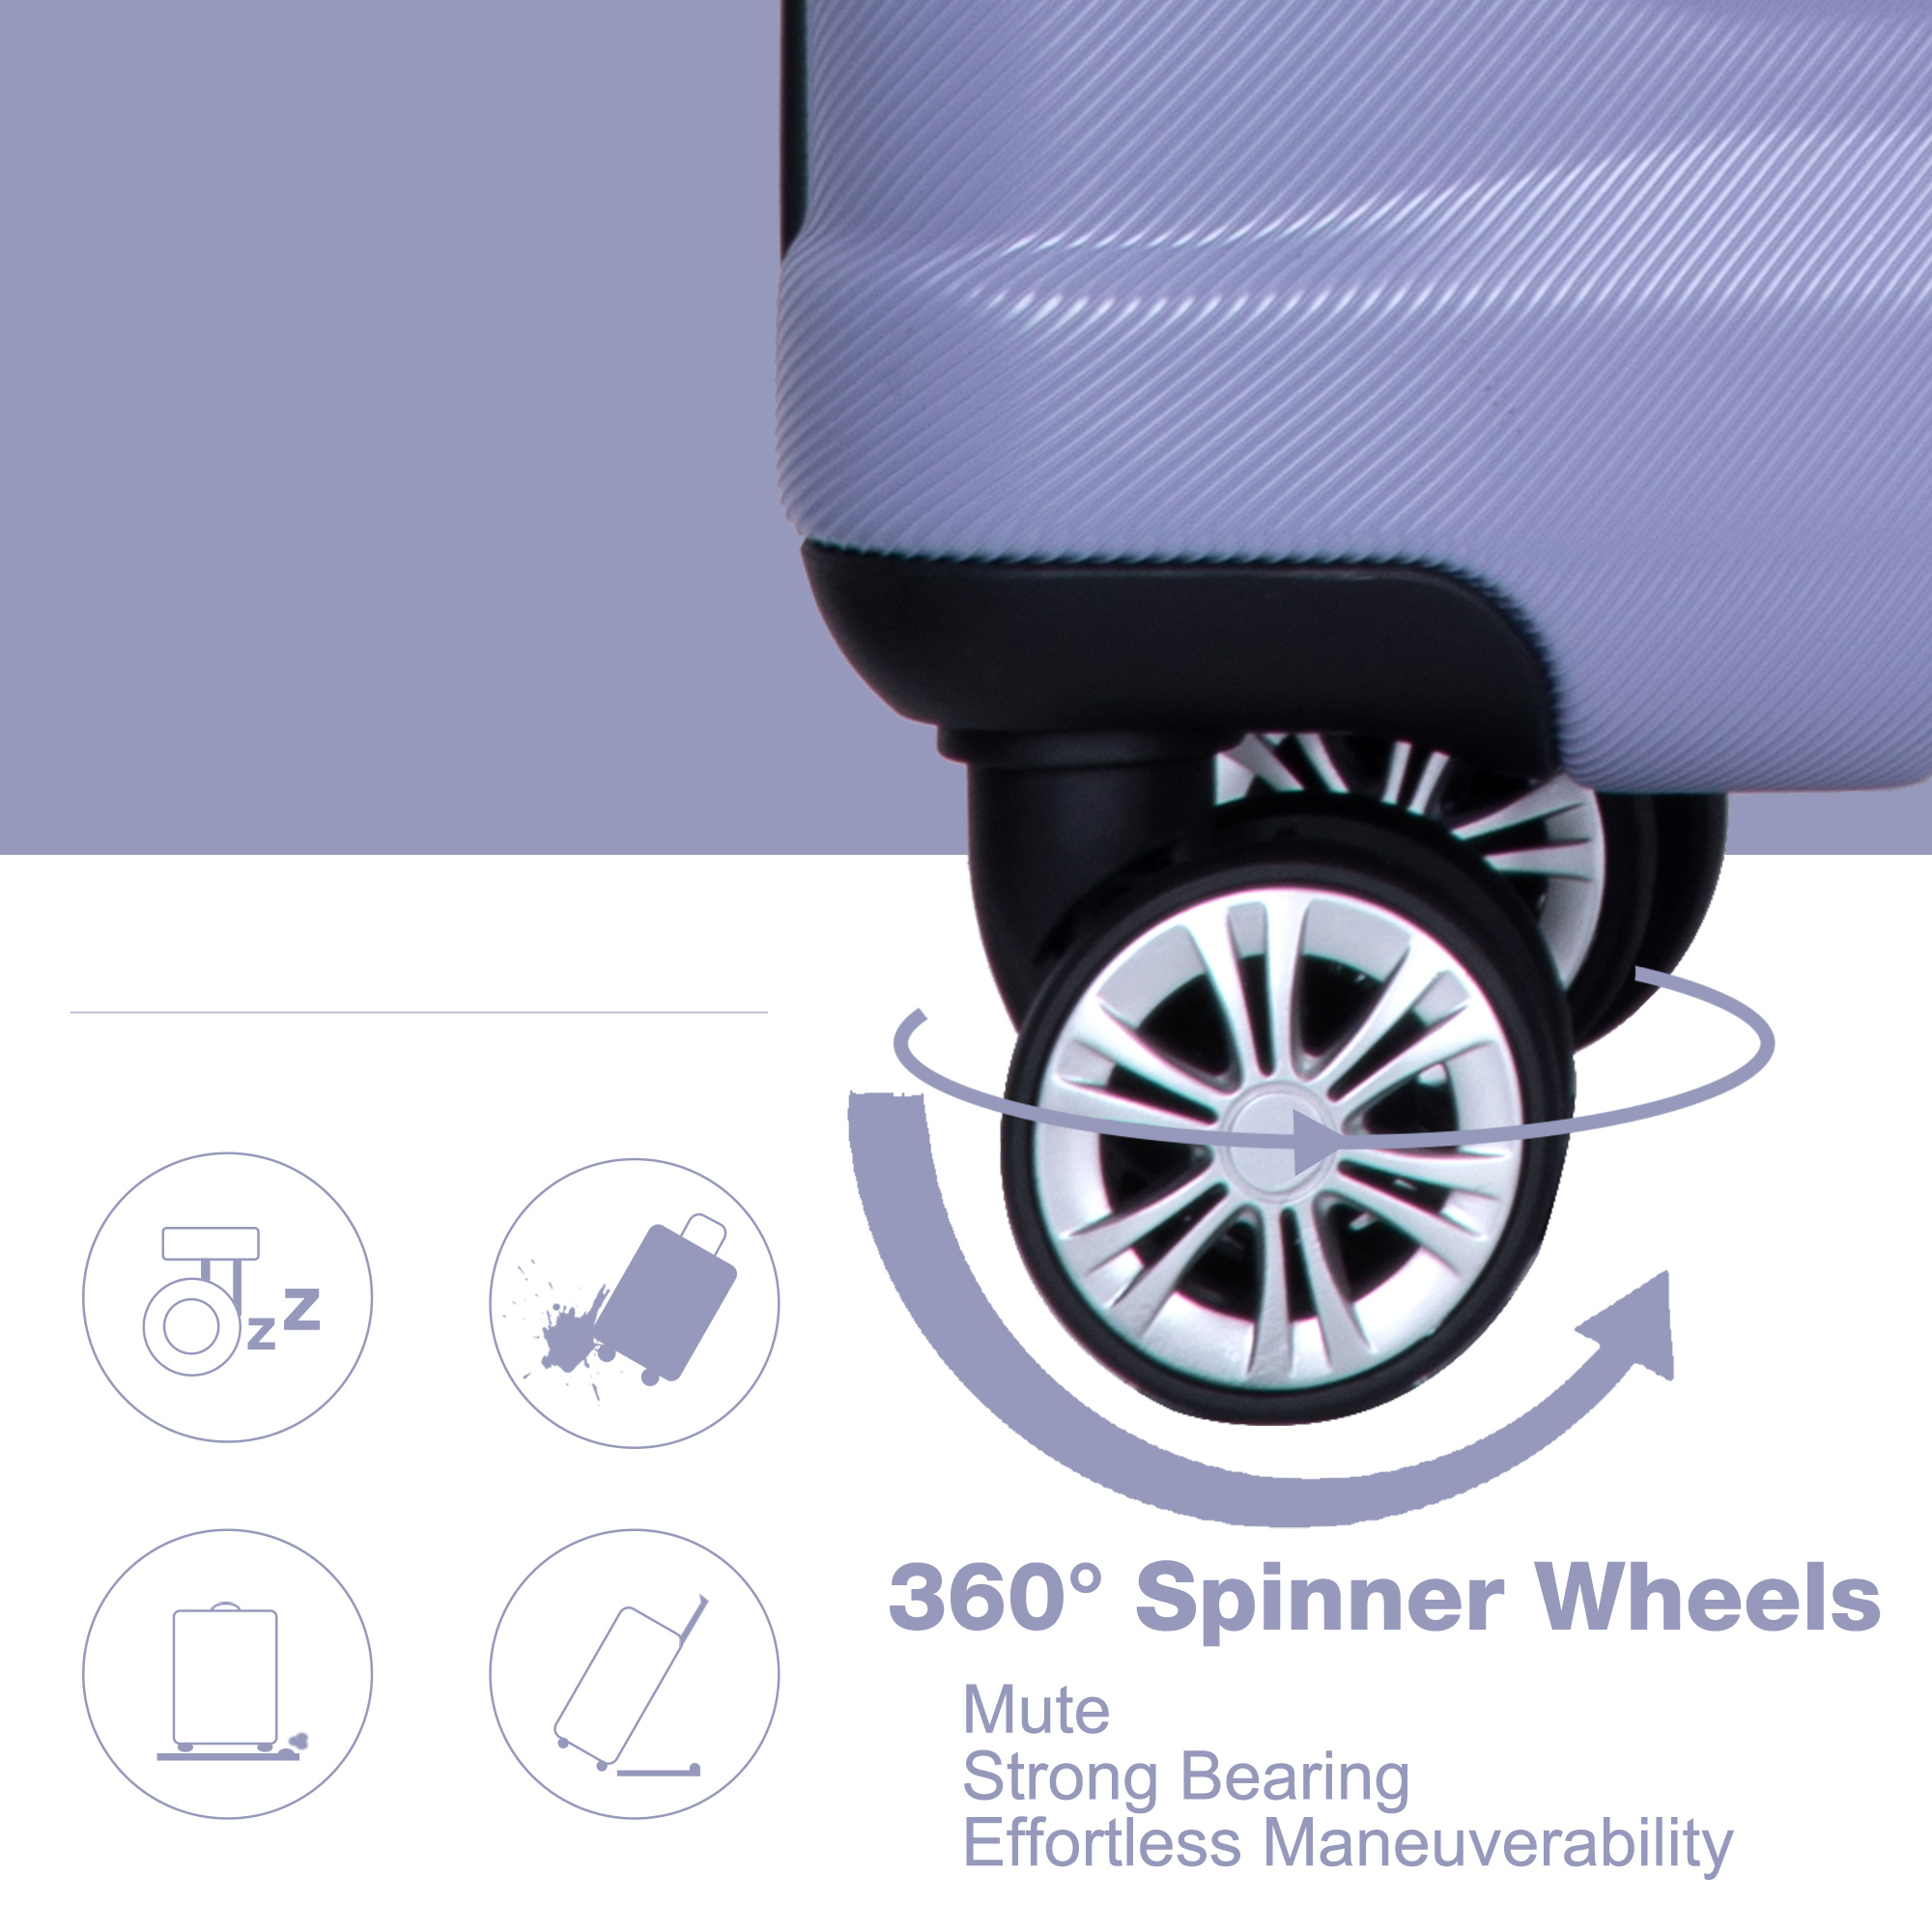 z z
360° Spinner Wheels
Mute
Strong Bearing
Effortless Maneuverability